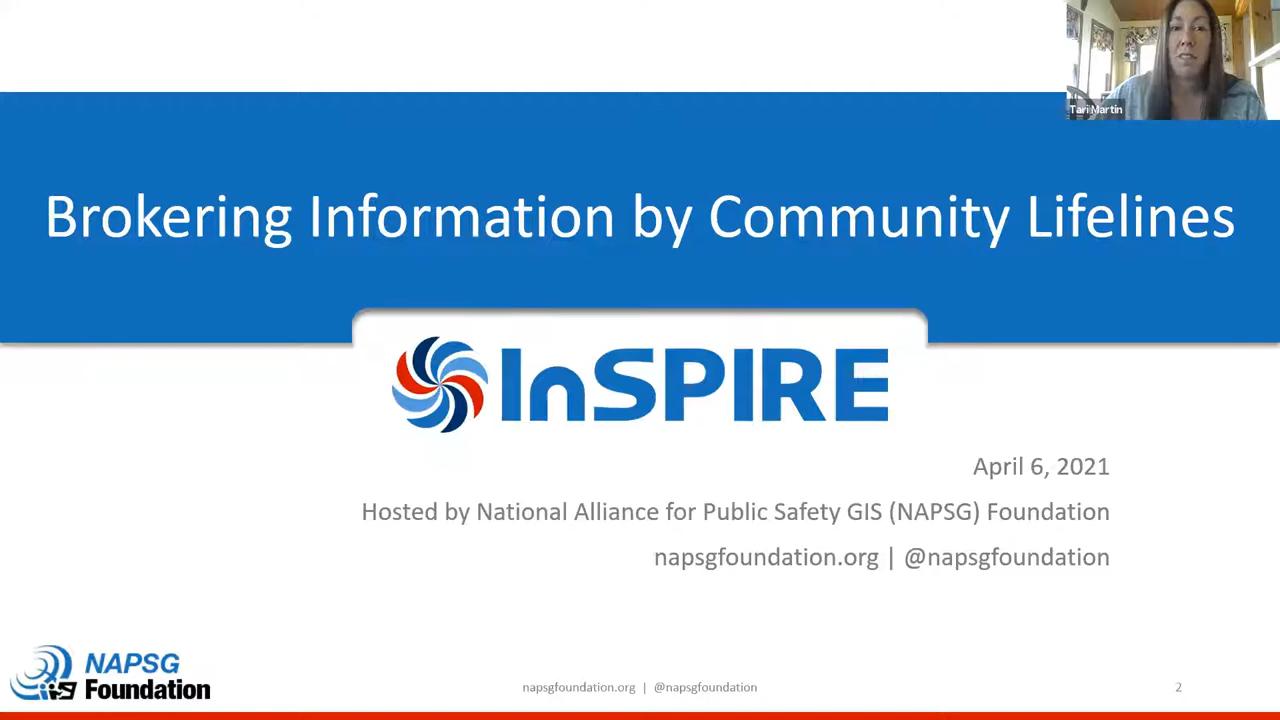 Tari Martin
Brokering Information by Community Lifelines
InSPIRE
April 6, 2021
Hosted by National Alliance for Public Safety GIS (NAPSG) Foundation
napsgfoundation.org | @napsgfoundation
NAPSG
Foundation
napsgfoundation.org | @napsgfoundation
2